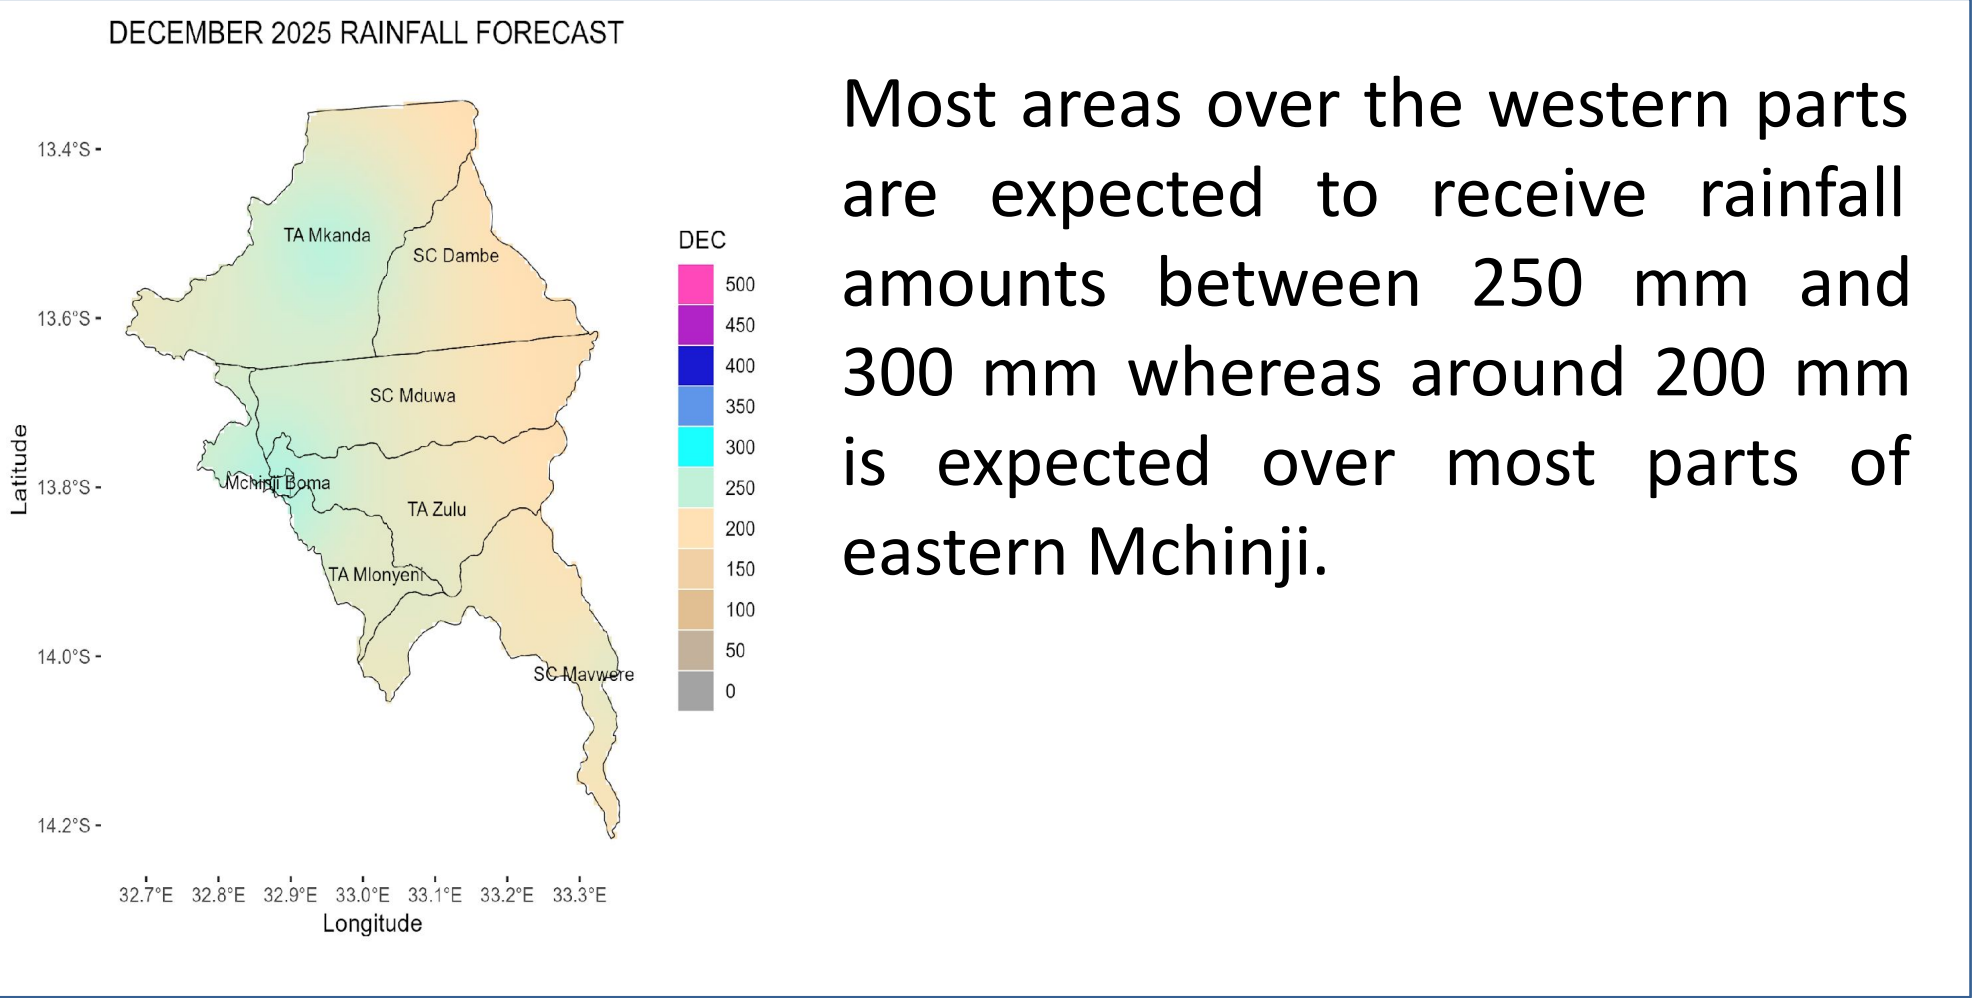 DECEMBER 2025 RAINFALL FORECAST
Most areas over the western parts
are expected to receive rainfall
amounts between 250 mm and
300 mm whereas around 200 mm
is expected over most parts of
eastern Mchinji.
Latitude
13.4°S
13.6°S
13.8°S
14.0°S
14.2°S
TA Mkanda
SC Dambe
SC Mduwa
Mchinji Boma
TA Zulu
TA Mlonyeni
SC Mavwere
DEC
500
450
400
350
300
250
200
150
100
50
0
32.7°E 32.8°E 32.9°E 33.0°E 33.1°E 33.2°E 33.3°E
Longitude